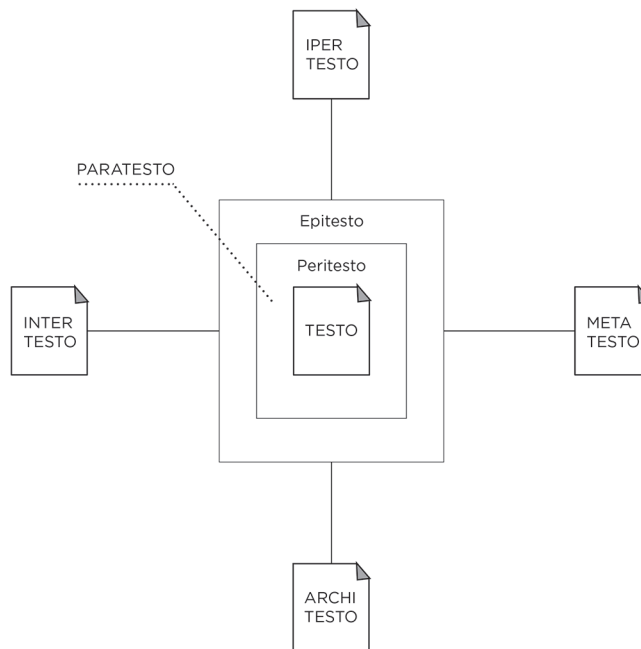 IPER
TESTO
PARATESTO
Epitesto
Peritesto
INTER
TESTO
TESTO
META
TESTO
ARCHI
TESTO